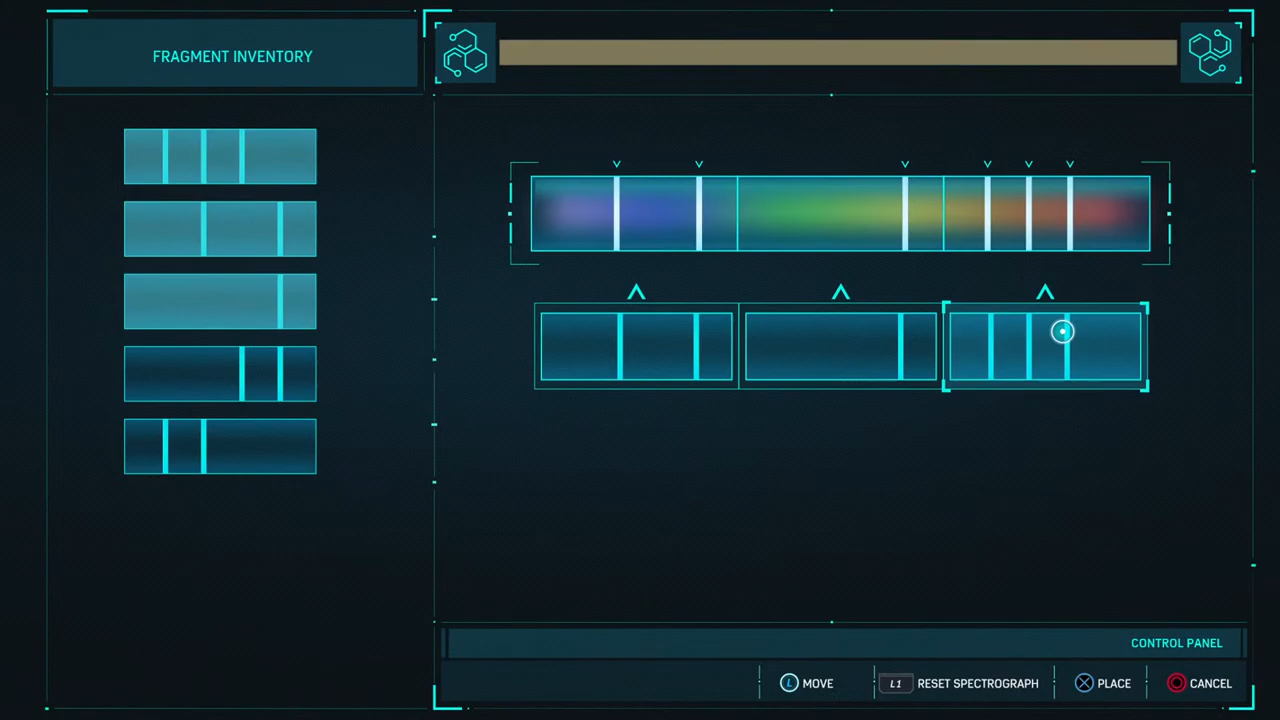 FRAGMENT INVENTORY
CONTROL PANEL
L MOVE
L1 RESET SPECTROGRAPH
PLACE
CANCEL